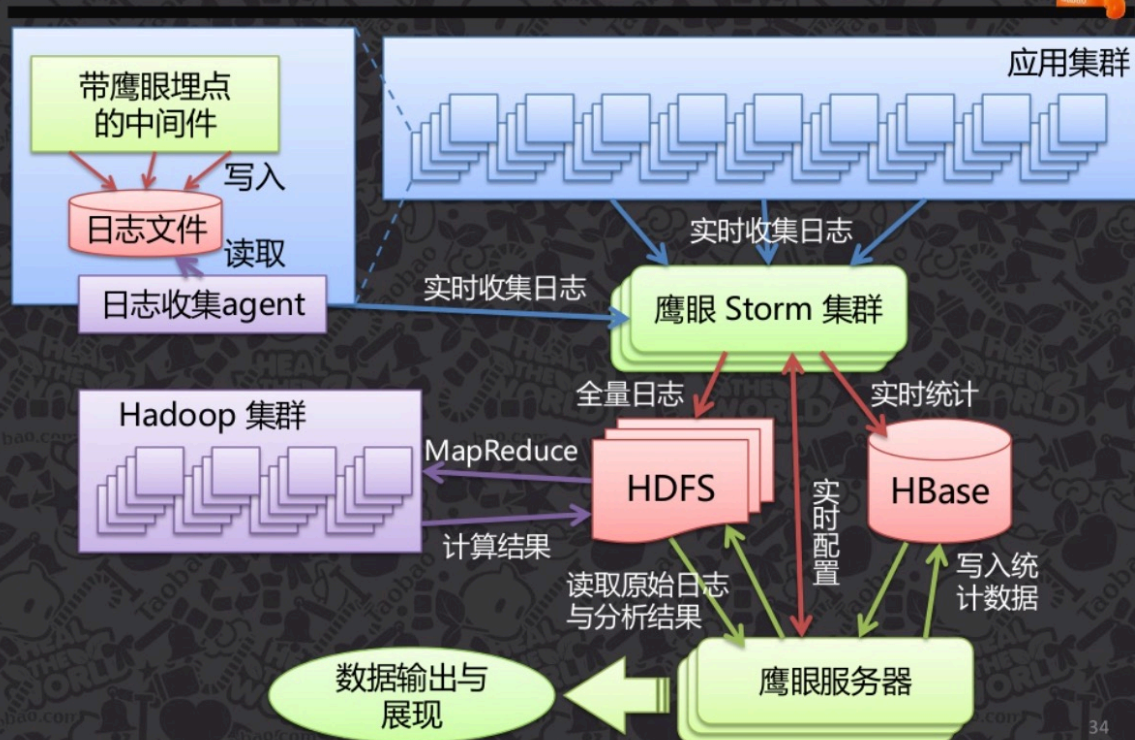 应用集群
带鹰眼埋点
的中间件
写入
日志文件
读取
日志收集agent
实时收集日志
实时收集日志
鹰眼 Storm 集群
全量日志
实时统计
Hadoop 集群
MapReduce
HDFS
HBase
计算结果
实时配置
读取原始日志
与分析结果
写入统
计数据
数据输出与
展现
鹰眼服务器
34